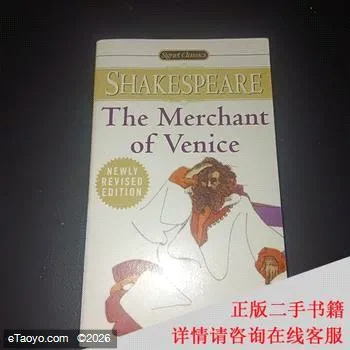 Signet Classics
SHAKESPEARE
The Merchant
of Venice
NEWLY
REVISED
EDITION
正版二手书籍
详情请咨询在线客服
eTaoyo.com ©2026